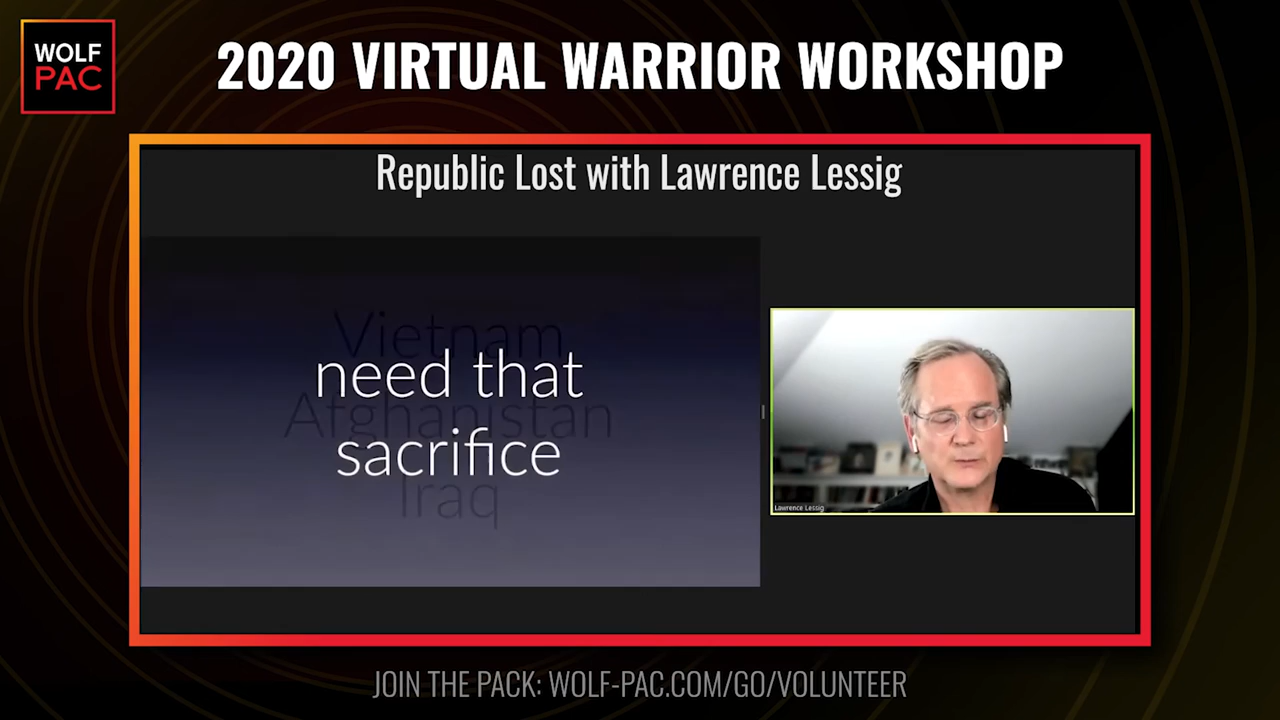 WOLF
PAC
2020 VIRTUAL WARRIOR WORKSHOP
Republic Lost with Lawrence Lessig
Vietnam
need that
Afghanistan
sacrifice
Iraq
Lawrence Lessig
JOIN THE PACK: WOLF-PAC.COM/GO/VOLUNTEER